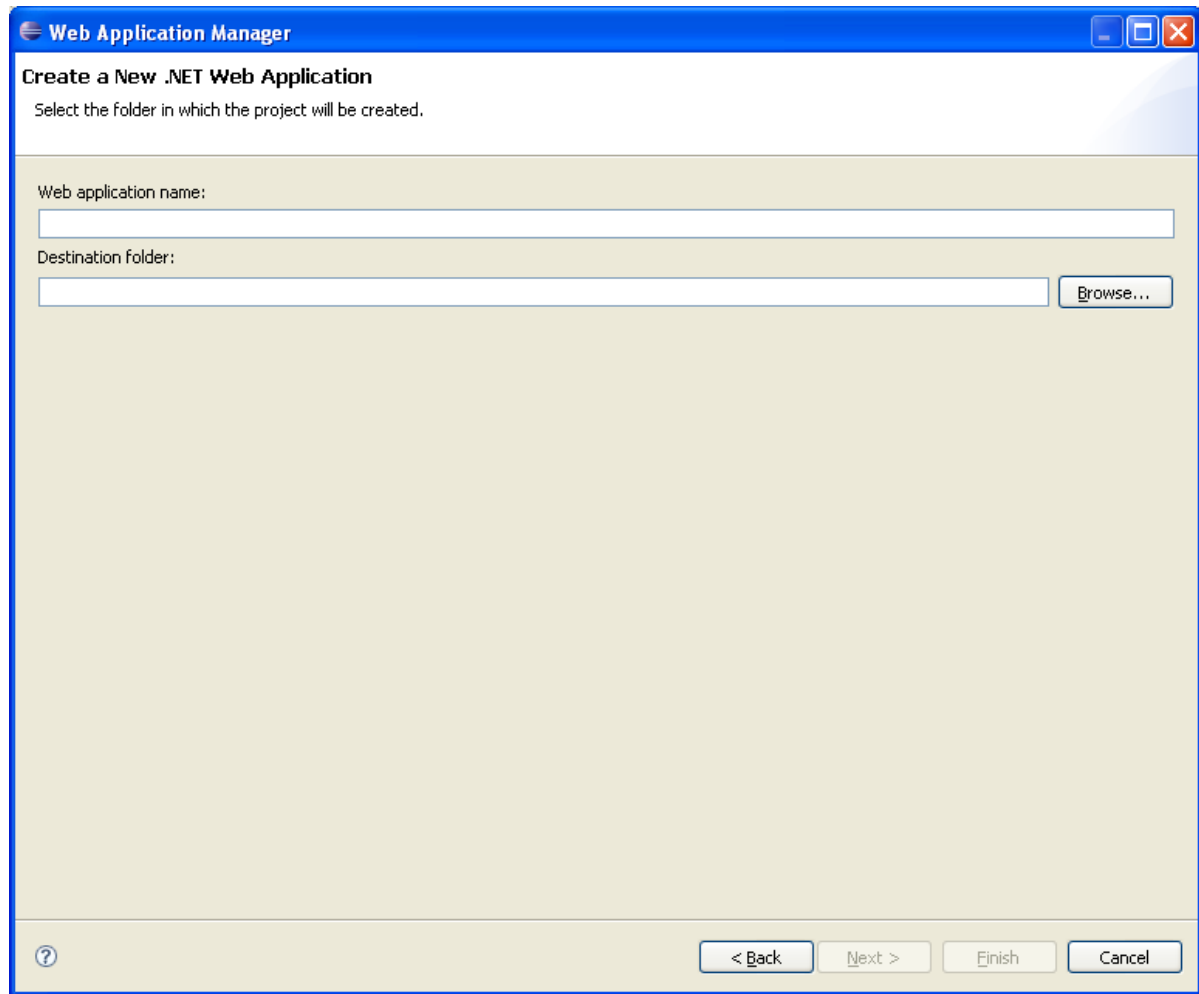 Web Application Manager
Create a New .NET Web Application
Select the folder in which the project will be created.
Web application name:
Destination folder:
Browse...
? < Back Next > Finish Cancel